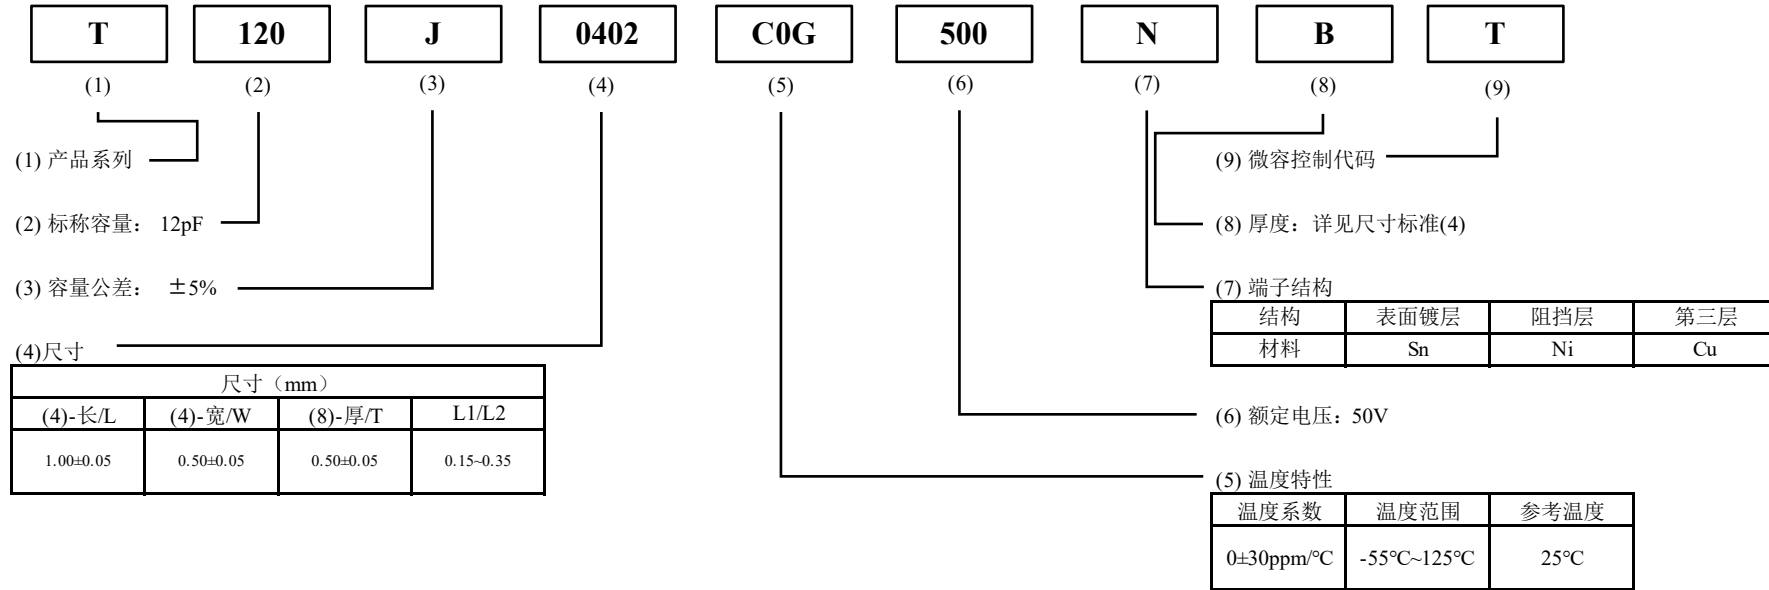 T 120 J 0402 C0G 500 N B T
(1) (2) (3) (4) (5) (6) (7) (8) (9)
(1) 产品系列
(9) 微容控制代码
(2) 标称容量： 12pF
(8) 厚度：详见尺寸标准(4)
(3) 容量公差： ±5%
(7) 端子结构
结构 表面镀层 阻挡层 第三层
材料 Sn Ni Cu
(4)尺寸
尺寸（mm）
(4)-长/L (4)-宽/W (8)-厚/T L1/L2
1.00±0.05 0.50±0.05 0.50±0.05 0.15~0.35
(6) 额定电压：50V
(5) 温度特性
温度系数 温度范围 参考温度
0±30ppm/℃ -55℃~125℃ 25℃